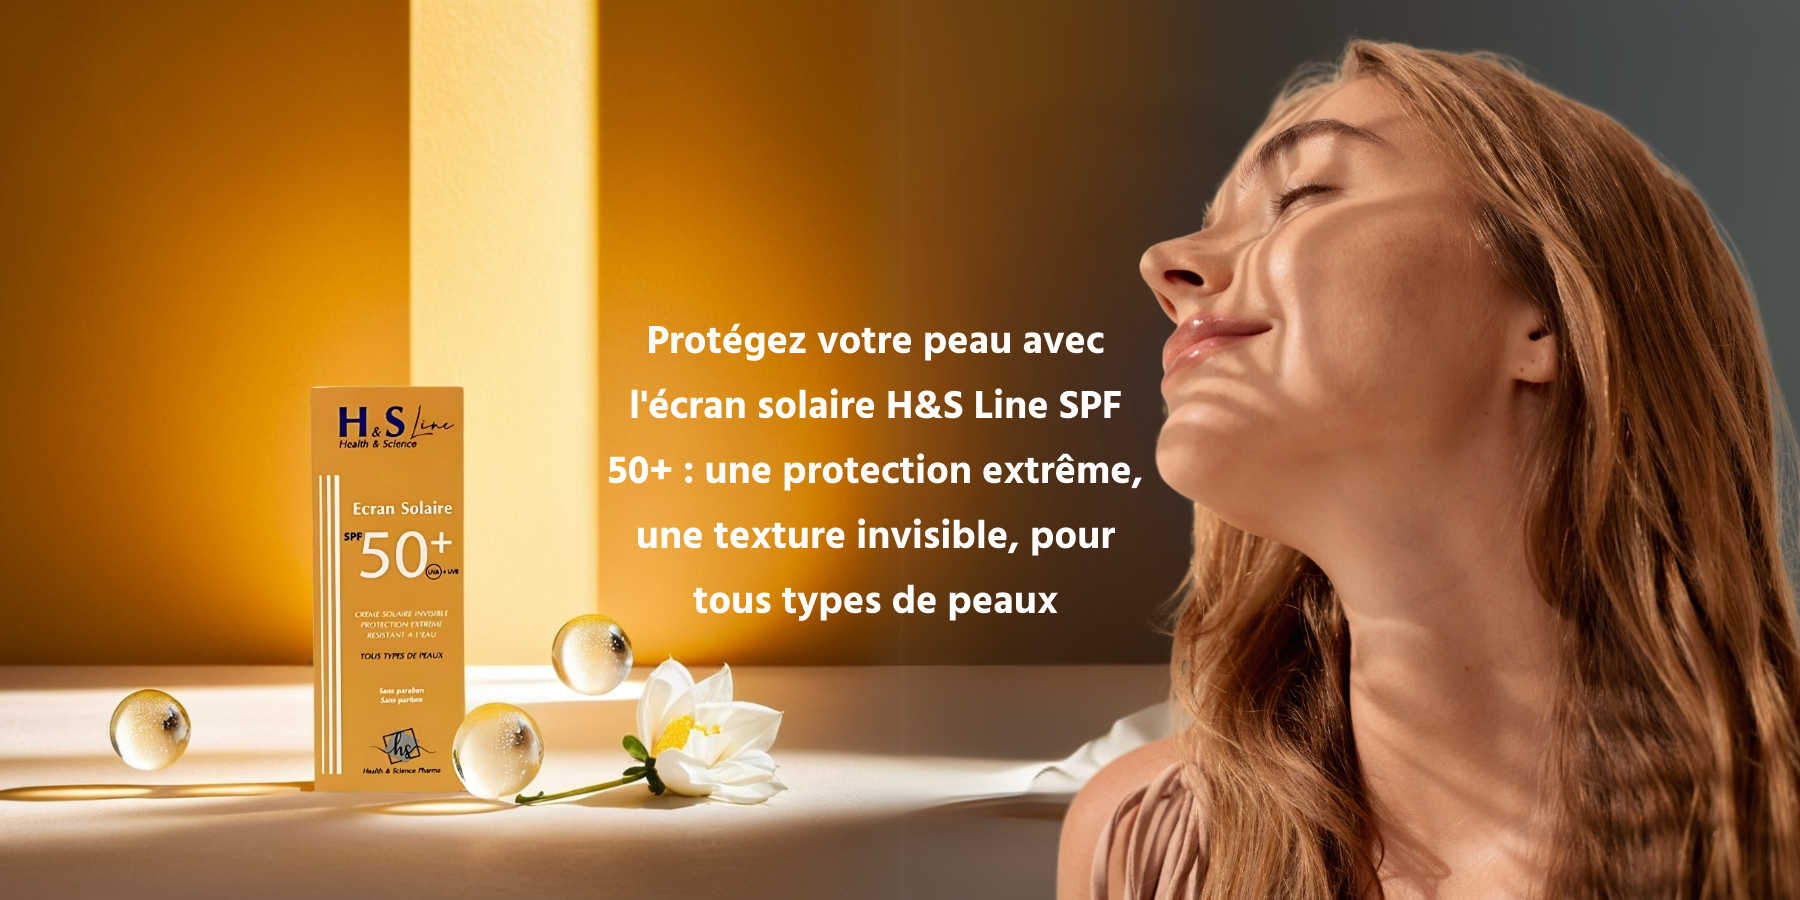 H&S Line
Health & Science
Ecran Solaire
SPF 50+
UVA + UVB
CREME SOLAIRE INVISIBLE
PROTECTION EXTREME
RESISTANT A L'EAU
TOUS TYPES DE PEAUX
Sans paraben
Sans parfum
hs
Health & Science Pharma
Protégez votre peau avec
l'écran solaire H&S Line SPF
50+ : une protection extrême,
une texture invisible, pour
tous types de peaux